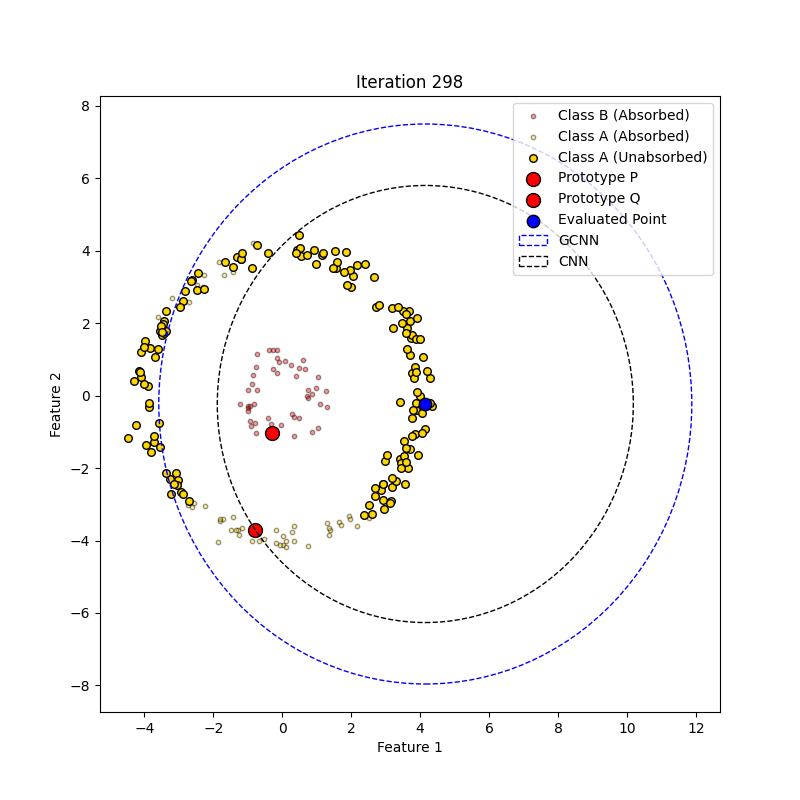 Iteration 298
Class B (Absorbed)
Class A (Absorbed)
Class A (Unabsorbed)
Prototype P
Prototype Q
Evaluated Point
GCNN
CNN
8
6
4
2
0
−2
−4
−6
−8
Feature 2
−4
−2
0
2
4
6
8
10
12
Feature 1